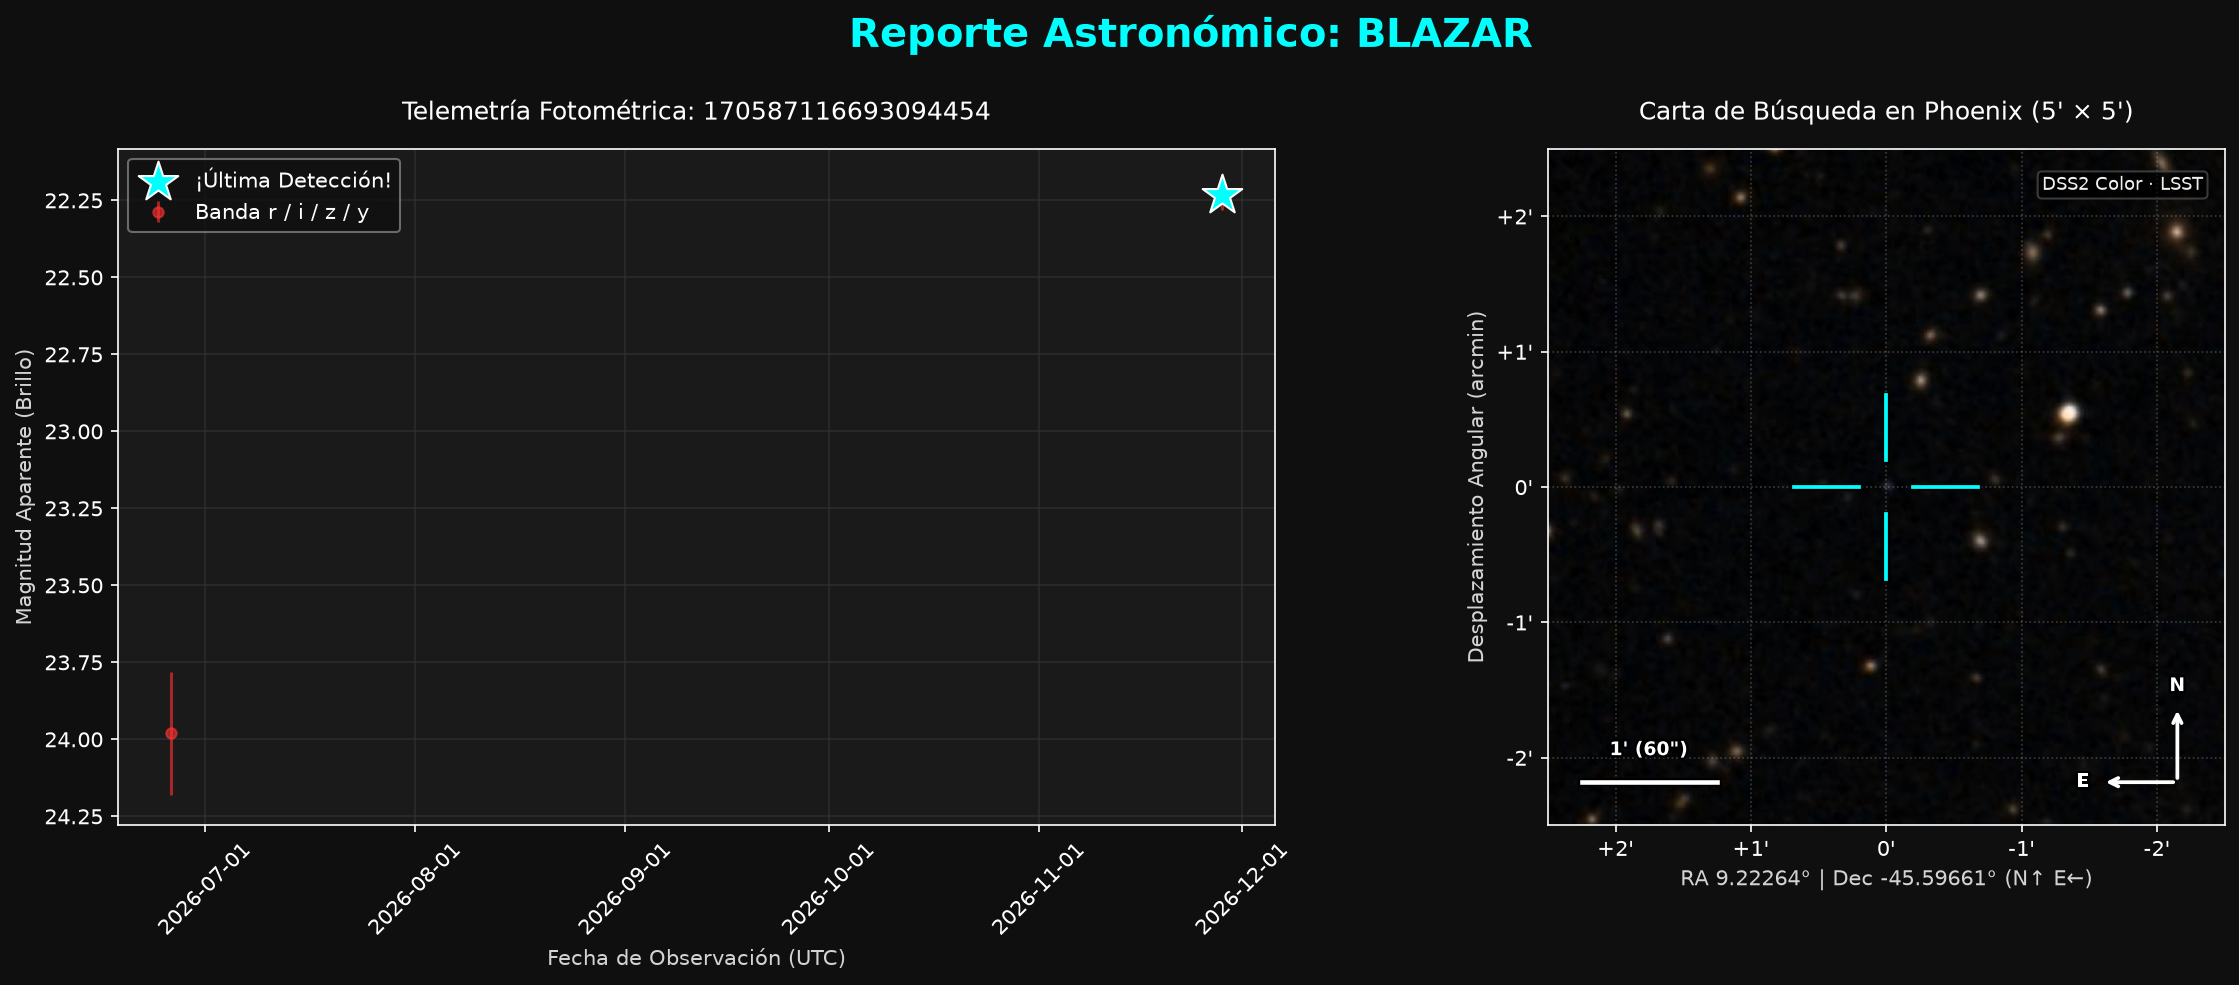 Reporte Astronómico: BLAZAR
Telemetría Fotométrica: 170587116693094454
¡Última Detección!
Banda r / i / z / y
Magnitud Aparente (Brillo)
22.25
22.50
22.75
23.00
23.25
23.50
23.75
24.00
24.25
2026-07-01
2026-08-01
2026-09-01
2026-10-01
2026-11-01
2026-12-01
Fecha de Observación (UTC)
Carta de Búsqueda en Phoenix (5' × 5')
DSS2 Color · LSST
Desplazamiento Angular (arcmin)
+2'
+1'
0'
-1'
-2'
N
E
1' (60")
+2'
+1'
0'
-1'
-2'
RA 9.22264° | Dec -45.59661° (N↑ E←)